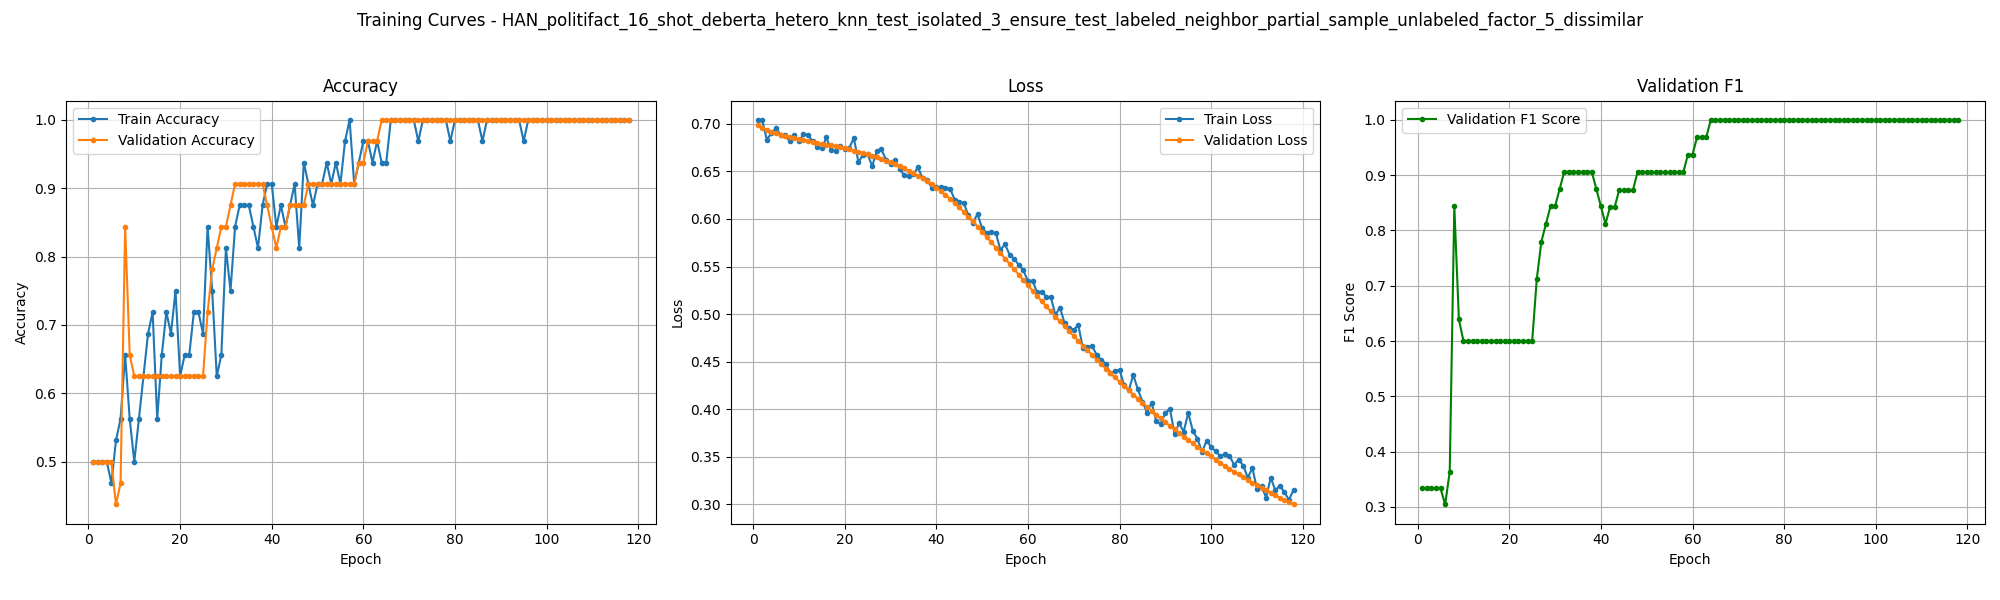 Training Curves - HAN_politifact_16_shot_deberta_hetero_knn_test_isolated_3_ensure_test_labeled_neighbor_partial_sample_unlabeled_factor_5_dissimilar
Accuracy
Train Accuracy
Validation Accuracy
1.0
0.9
0.8
0.7
0.6
0.5
Accuracy
0 20 40 60 80 100 120
Epoch
Loss
Train Loss
Validation Loss
0.70
0.65
0.60
0.55
0.50
0.45
0.40
0.35
0.30
Loss
0 20 40 60 80 100 120
Epoch
Validation F1
Validation F1 Score
1.0
0.9
0.8
0.7
0.6
0.5
0.4
0.3
F1 Score
0 20 40 60 80 100 120
Epoch